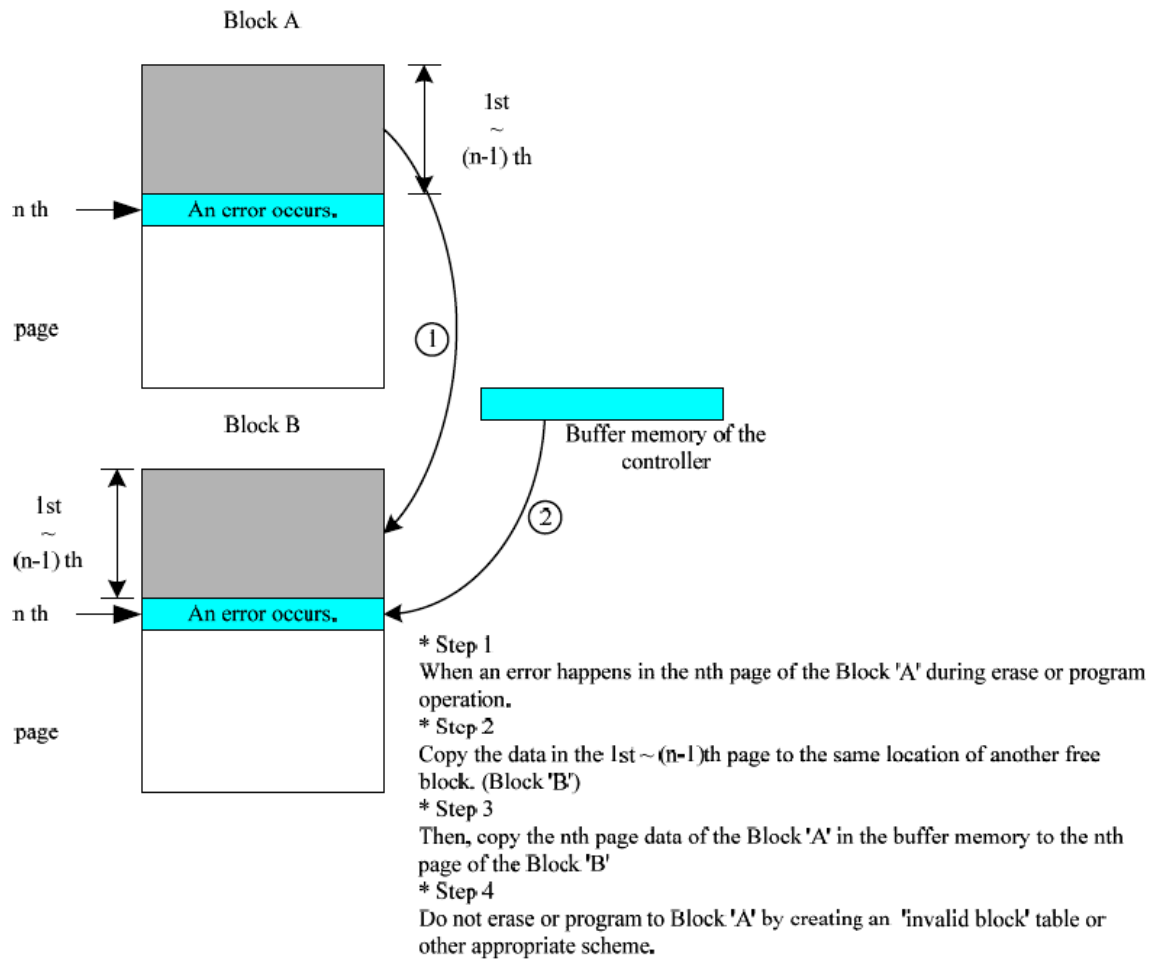 Block A
1st
~
(n-1) th
n th
An error occurs.
page
1
Block B
Buffer memory of the
controller
1st
~
(n-1) th
2
n th
An error occurs.
page
* Step 1
When an error happens in the nth page of the Block 'A' during erase or program
operation.
* Step 2
Copy the data in the 1st ~ (n-1)th page to the same location of another free
block. (Block 'B')
* Step 3
Then, copy the nth page data of the Block 'A' in the buffer memory to the nth
page of the Block 'B'
* Step 4
Do not erase or program to Block 'A' by creating an 'invalid block' table or
other appropriate scheme.